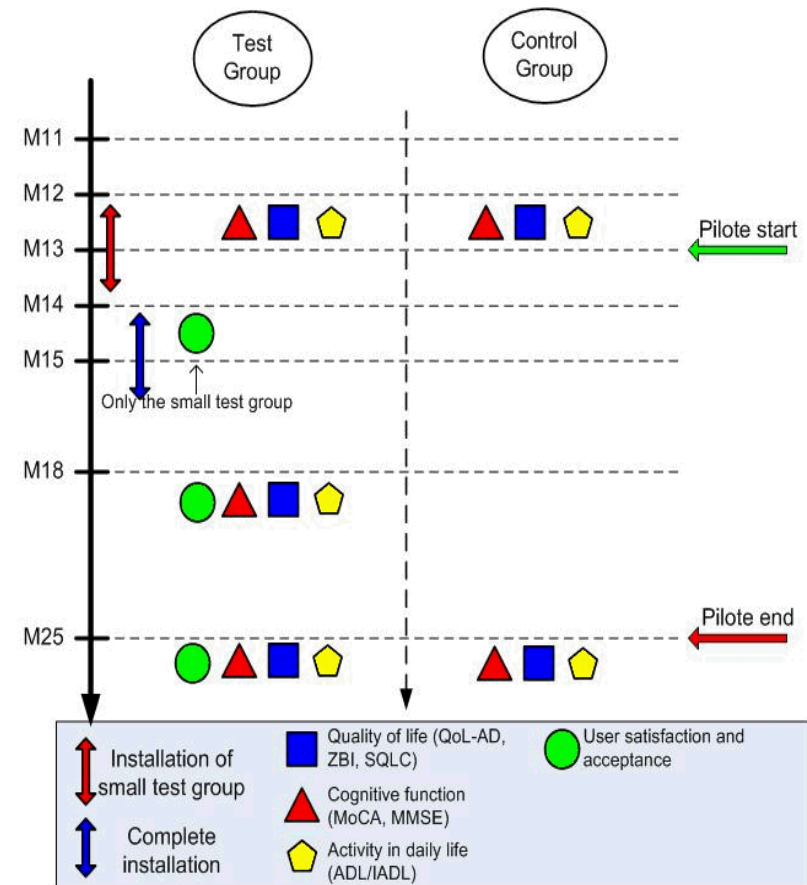 Test
Group
Control
Group
M11
M12
M13
Pilote start
M14
M15
Only the small test group
M18
M25
Pilote end
Installation of
small test group
Complete
installation
Quality of life (QoL-AD,
ZBI, SQLC)
Cognitive function
(MoCA, MMSE)
Activity in daily life
(ADL/IADL)
User satisfaction and
acceptance